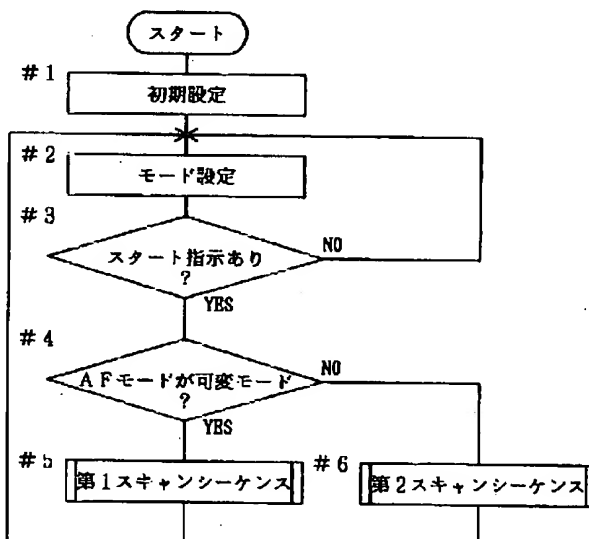 スタート
#1
初期設定
#2
モード設定
#3
スタート指示あり
?
NO
YES
#4
AFモードが可変モード
?
NO
YES
#5
第1スキャンシーケンス
#6
第2スキャンシーケンス